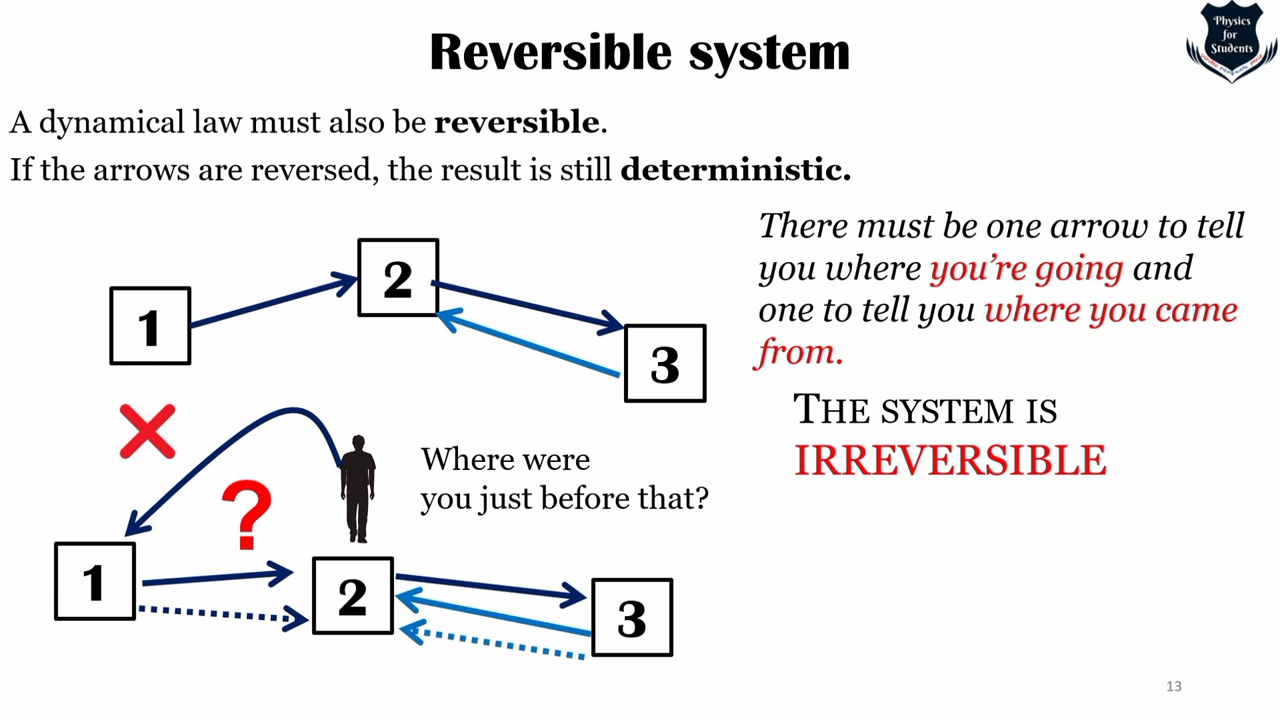 Reversible system
Physics
for
Students
A dynamical law must also be reversible.
If the arrows are reversed, the result is still deterministic.
There must be one arrow to tell
you where you’re going and
one to tell you where you came
from.
THE SYSTEM IS
IRREVERSIBLE
1
2
3
?
Where were
you just before that?
1
2
3
13